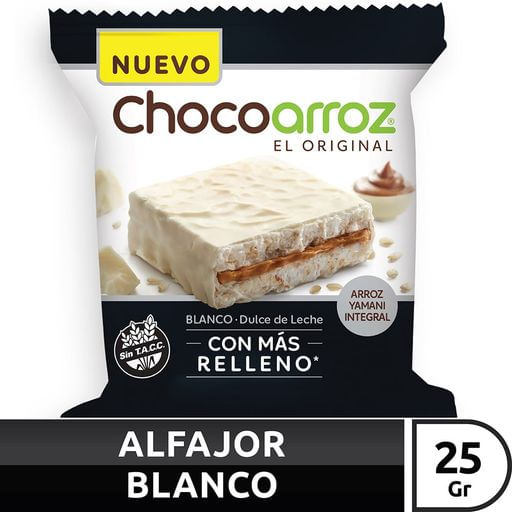 NUEVO
Chocoarroz®
EL ORIGINAL
ARROZ
YAMANI
INTEGRAL
BLANCO · Dulce de Leche
CON MÁS
RELLENO*
Sin T.A.C.C.
ALFAJOR
BLANCO
25
Gr